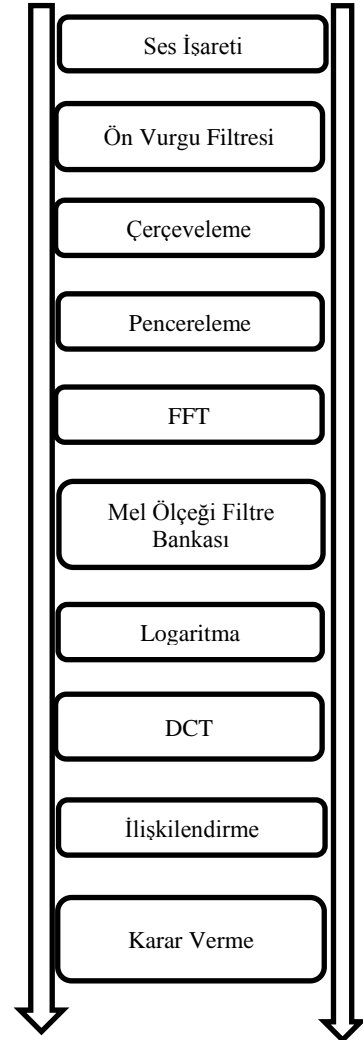 Ses İşareti
Ön Vurgu Filtresi
Çerçeveleme
Pencereleme
FFT
Mel Ölçeği Filtre
Bankası
Logaritma
DCT
İlişkilendirme
Karar Verme